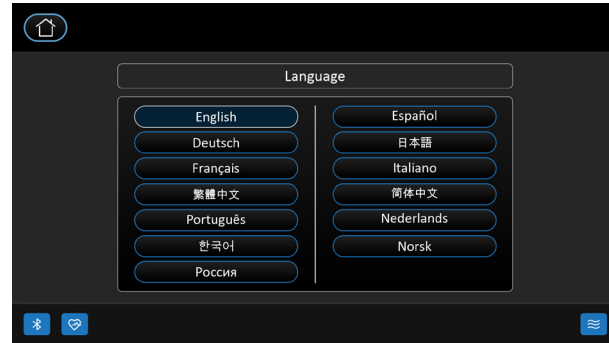 Language
English
Deutsch
Français
繁體中文
Português
한국어
Россия
Español
日本語
Italiano
简体中文
Nederlands
Norsk